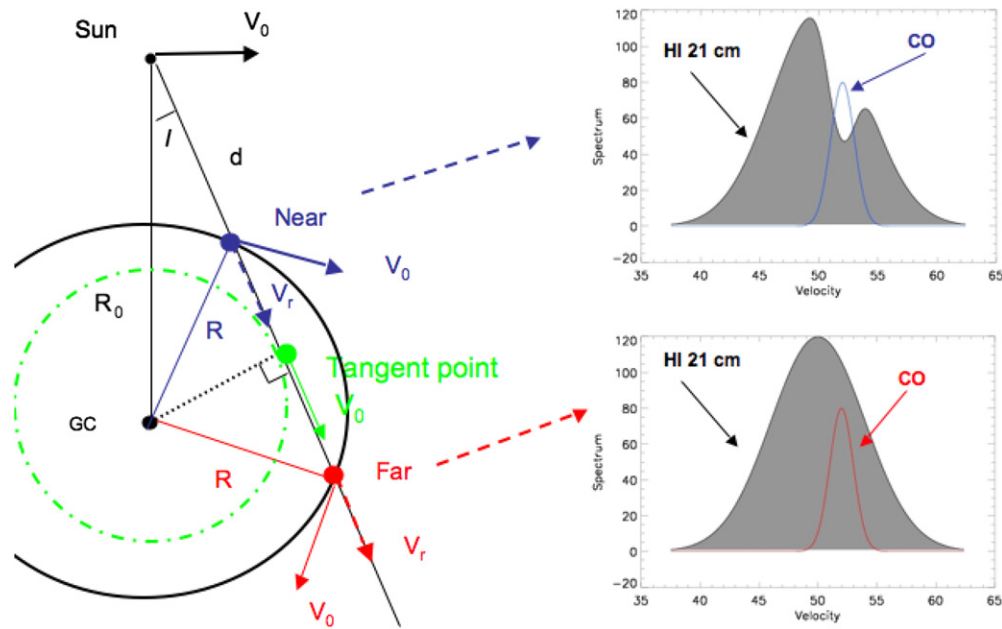 Sun
V₀
l
d
Near
V₀
Vᵣ
R₀
R
Tangent point
V₀
GC
R
Far
Vᵣ
V₀
HI 21 cm
CO
Spectrum
120
100
80
60
40
20
0
−20
35 40 45 50 55 60 65
Velocity
HI 21 cm
CO
Spectrum
120
100
80
60
40
20
0
−20
35 40 45 50 55 60 65
Velocity